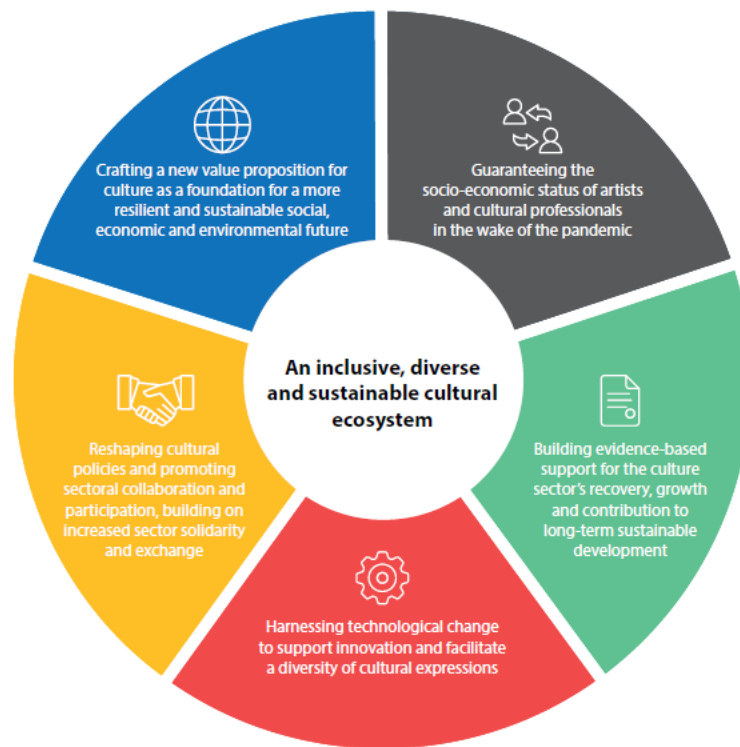 Crafting a new value proposition for
culture as a foundation for a more
resilient and sustainable social,
economic and environmental future
Guaranteeing the
socio-economic status of artists
and cultural professionals
in the wake of the pandemic
An inclusive, diverse
and sustainable cultural
ecosystem
Reshaping cultural
policies and promoting
sectoral collaboration and
participation, building on
increased sector solidarity
and exchange
Building evidence-based
support for the culture
sector's recovery, growth
and contribution to
long-term sustainable
development
Harnessing technological change
to support innovation and facilitate
a diversity of cultural expressions